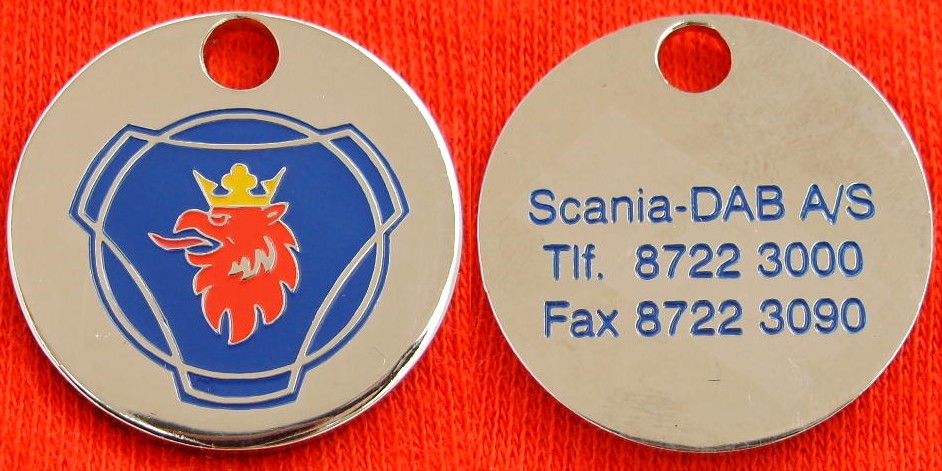 Scania-DAB A/S
Tlf. 8722 3000
Fax 8722 3090